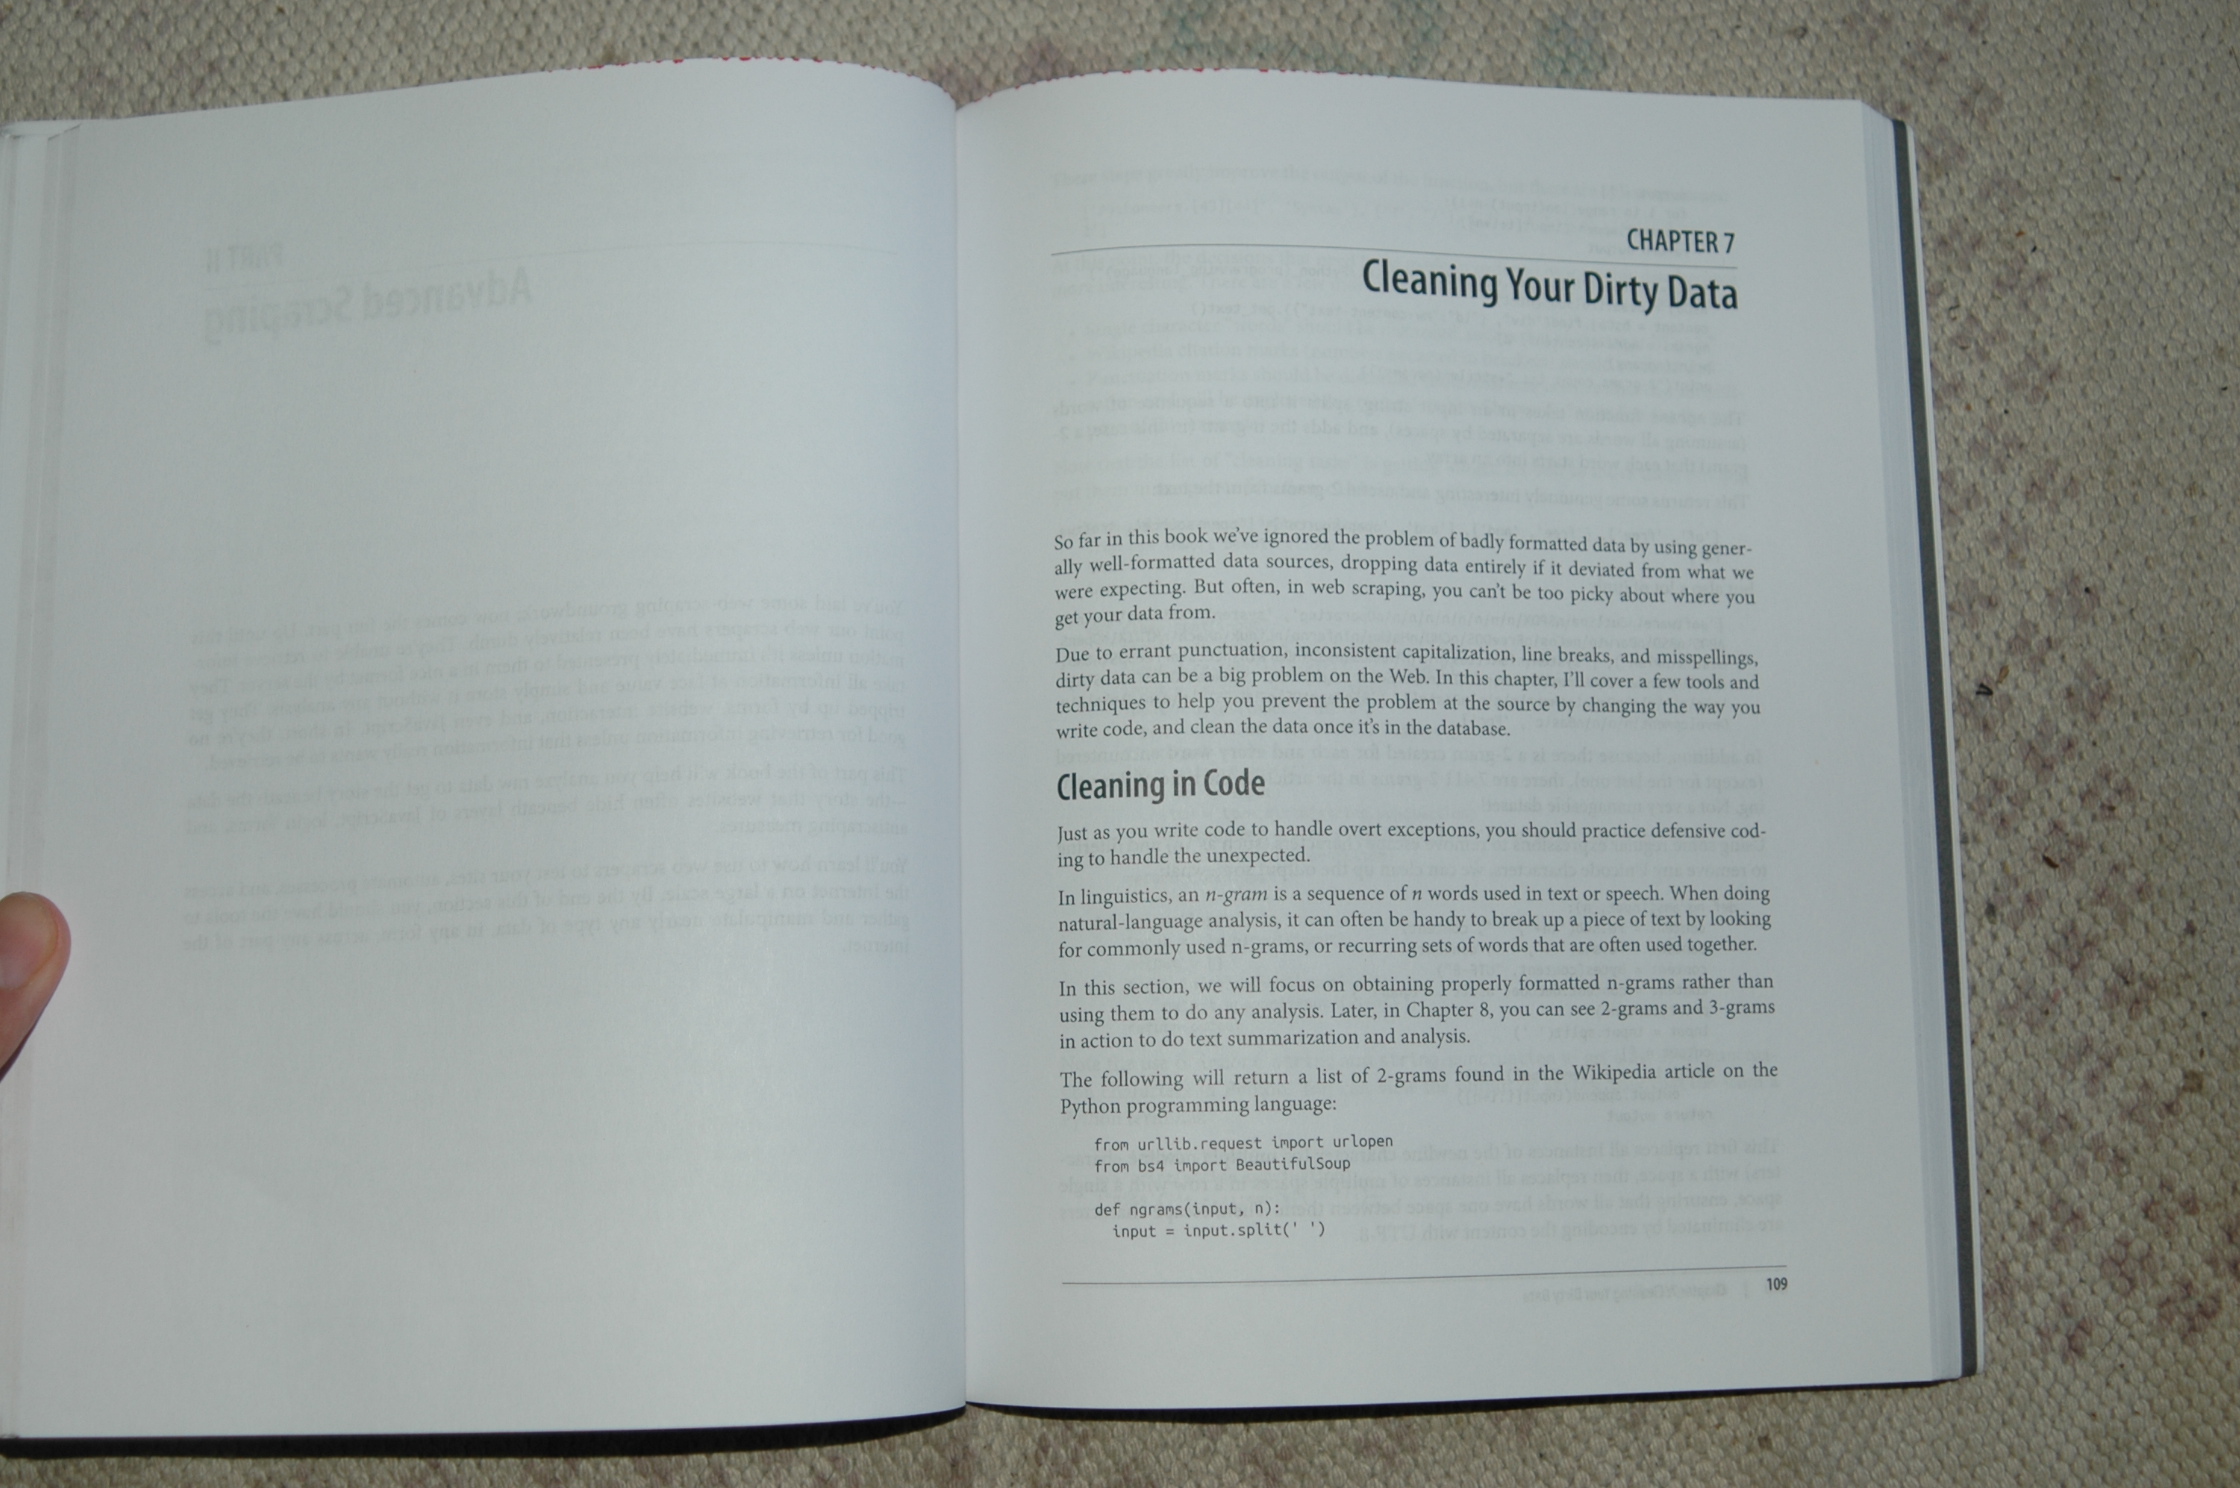 CHAPTER 7
Cleaning Your Dirty Data
So far in this book we've ignored the problem of badly formatted data by using gener-
ally well-formatted data sources, dropping data entirely if it deviated from what we
were expecting. But often, in web scraping, you can't be too picky about where you
get your data from.
Due to errant punctuation, inconsistent capitalization, line breaks, and misspellings,
dirty data can be a big problem on the Web. In this chapter, I'll cover a few tools and
techniques to help you prevent the problem at the source by changing the way you
write code, and clean the data once it's in the database.
Cleaning in Code
Just as you write code to handle overt exceptions, you should practice defensive cod-
ing to handle the unexpected.
In linguistics, an n-gram is a sequence of n words used in text or speech. When doing
natural-language analysis, it can often be handy to break up a piece of text by looking
for commonly used n-grams, or recurring sets of words that are often used together.
In this section, we will focus on obtaining properly formatted n-grams rather than
using them to do any analysis. Later, in Chapter 8, you can see 2-grams and 3-grams
in action to do text summarization and analysis.
The following will return a list of 2-grams found in the Wikipedia article on the
Python programming language:
from urllib.request import urlopen
from bs4 import BeautifulSoup
def ngrams(input, n):
  input = input.split(' ')
109